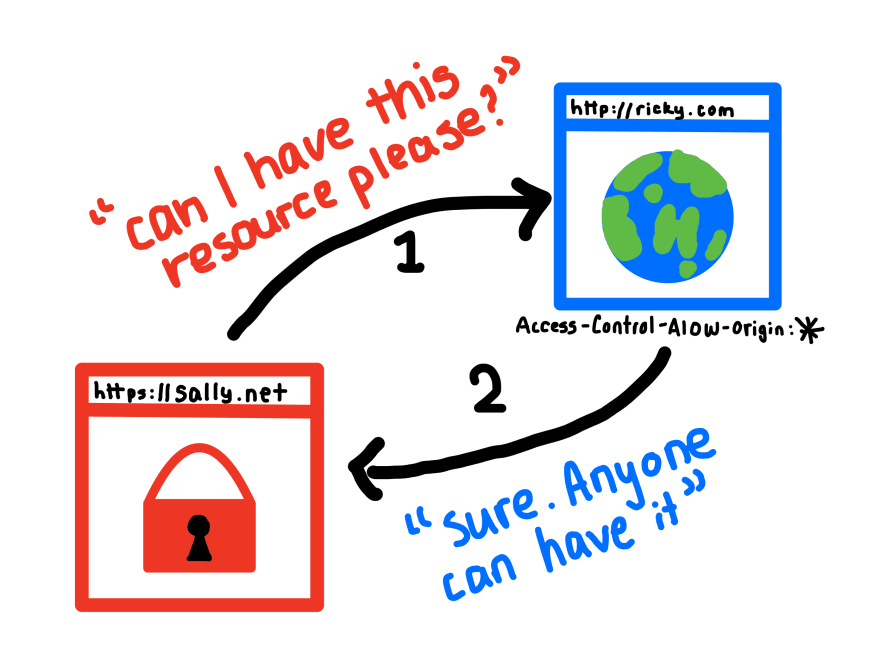 “can I have this
resource please?”
1
http://ricky.com
Access-Control-Alow-Origin:*
2
https://sally.net
“sure. Anyone
can have it”